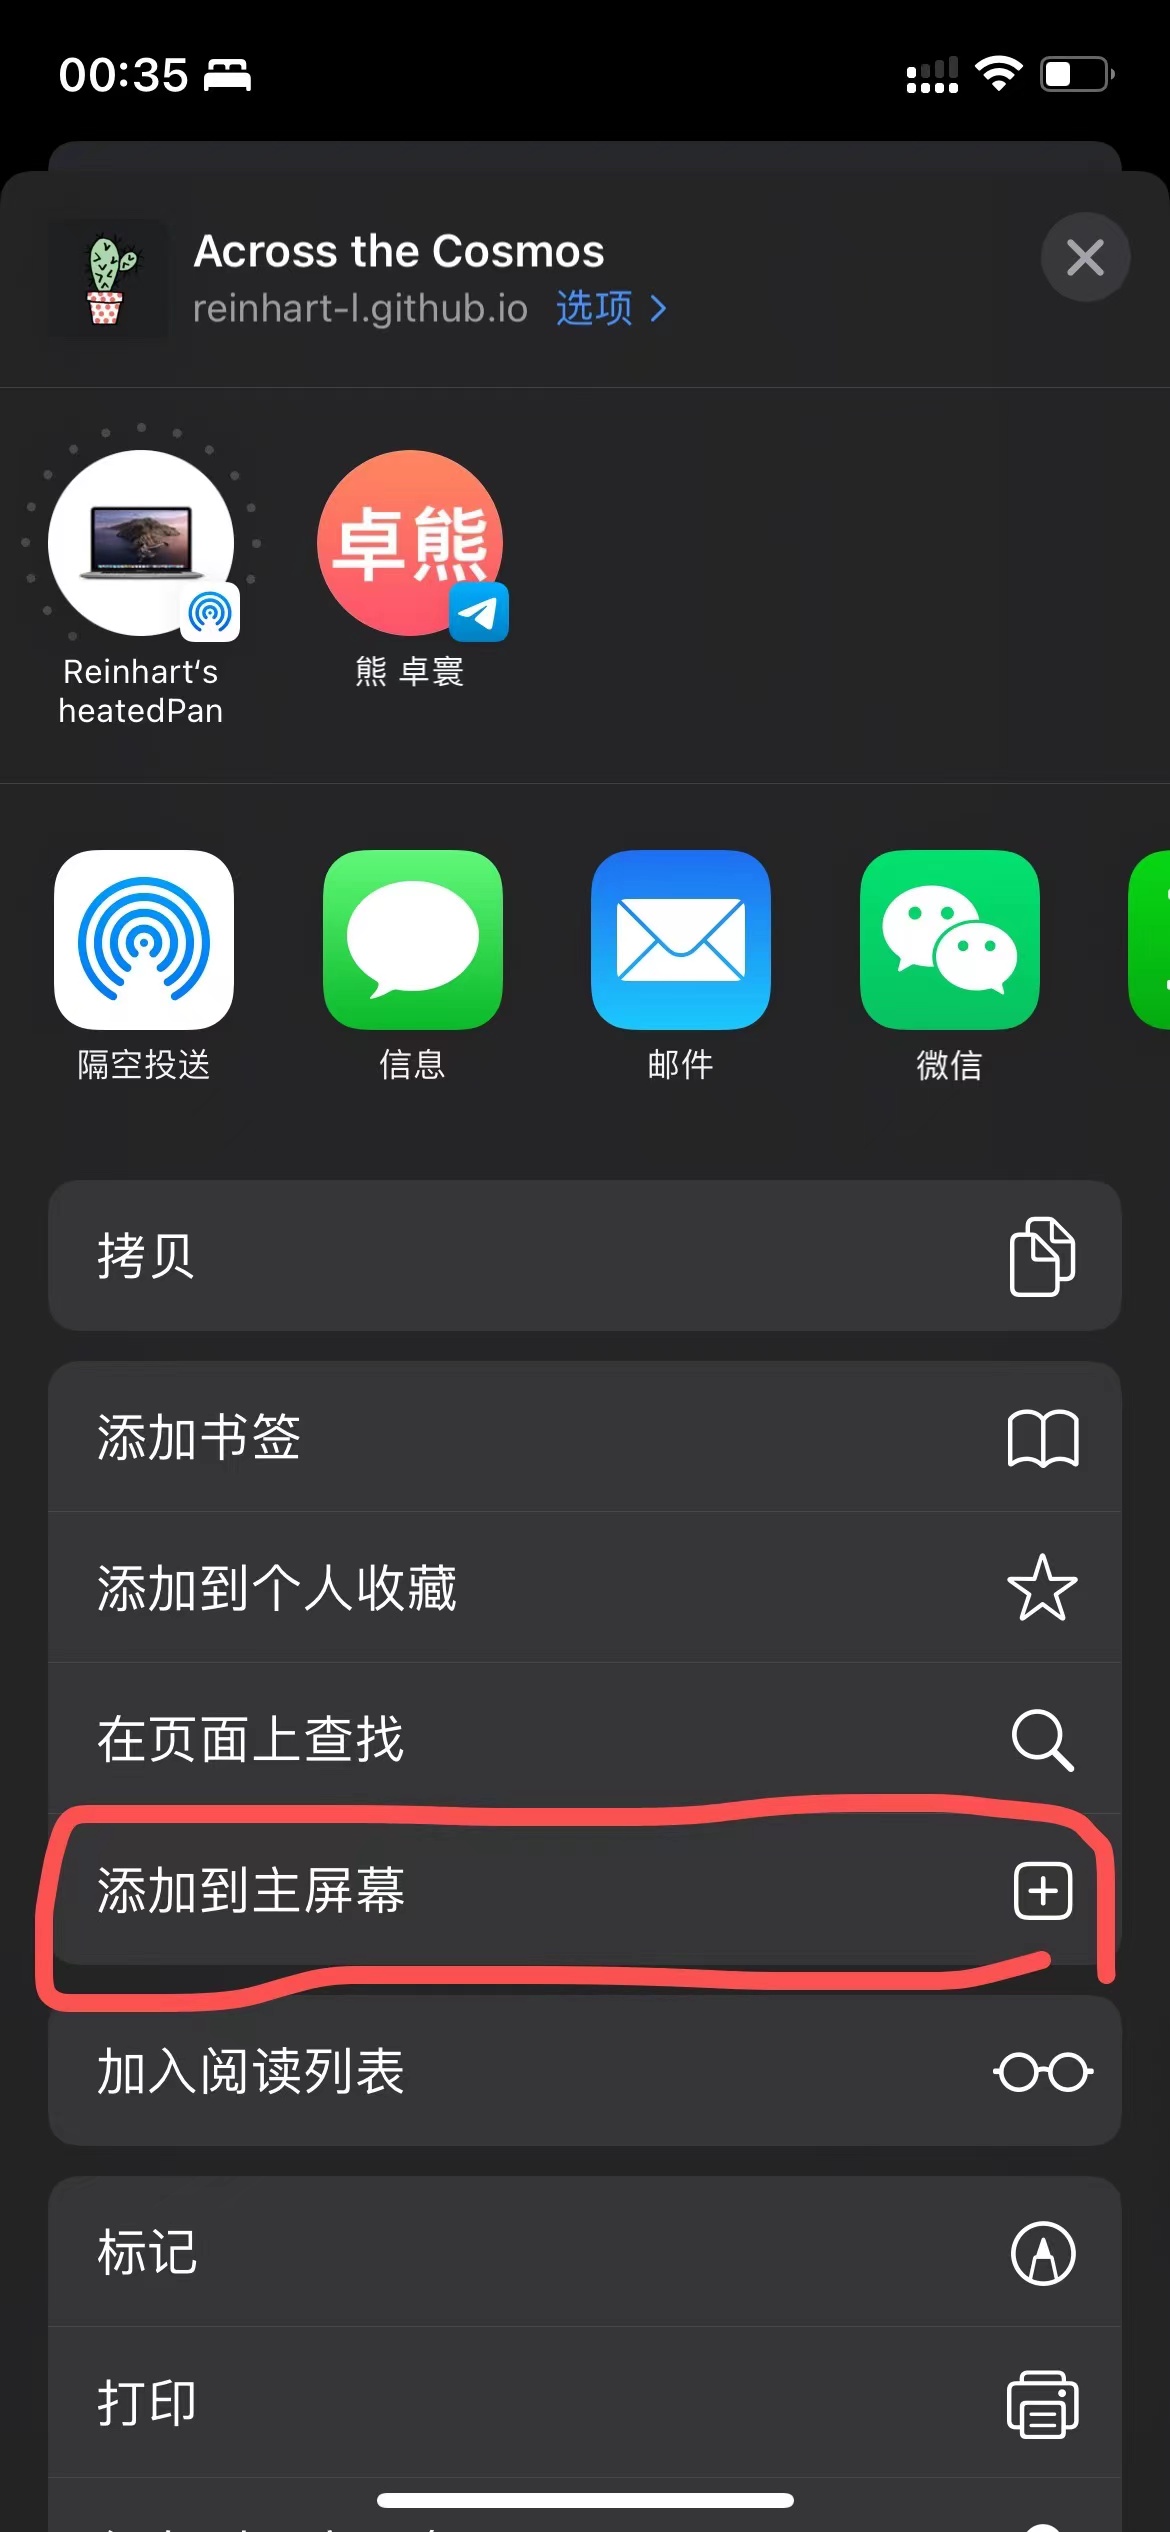 00:35
Across the Cosmos
reinhart-l.github.io 选项
卓熊
Reinhart‘s
heatedPan
熊 卓寰
隔空投送
信息
邮件
微信
拷贝
添加书签
添加到个人收藏
在页面上查找
添加到主屏幕
加入阅读列表
标记
打印